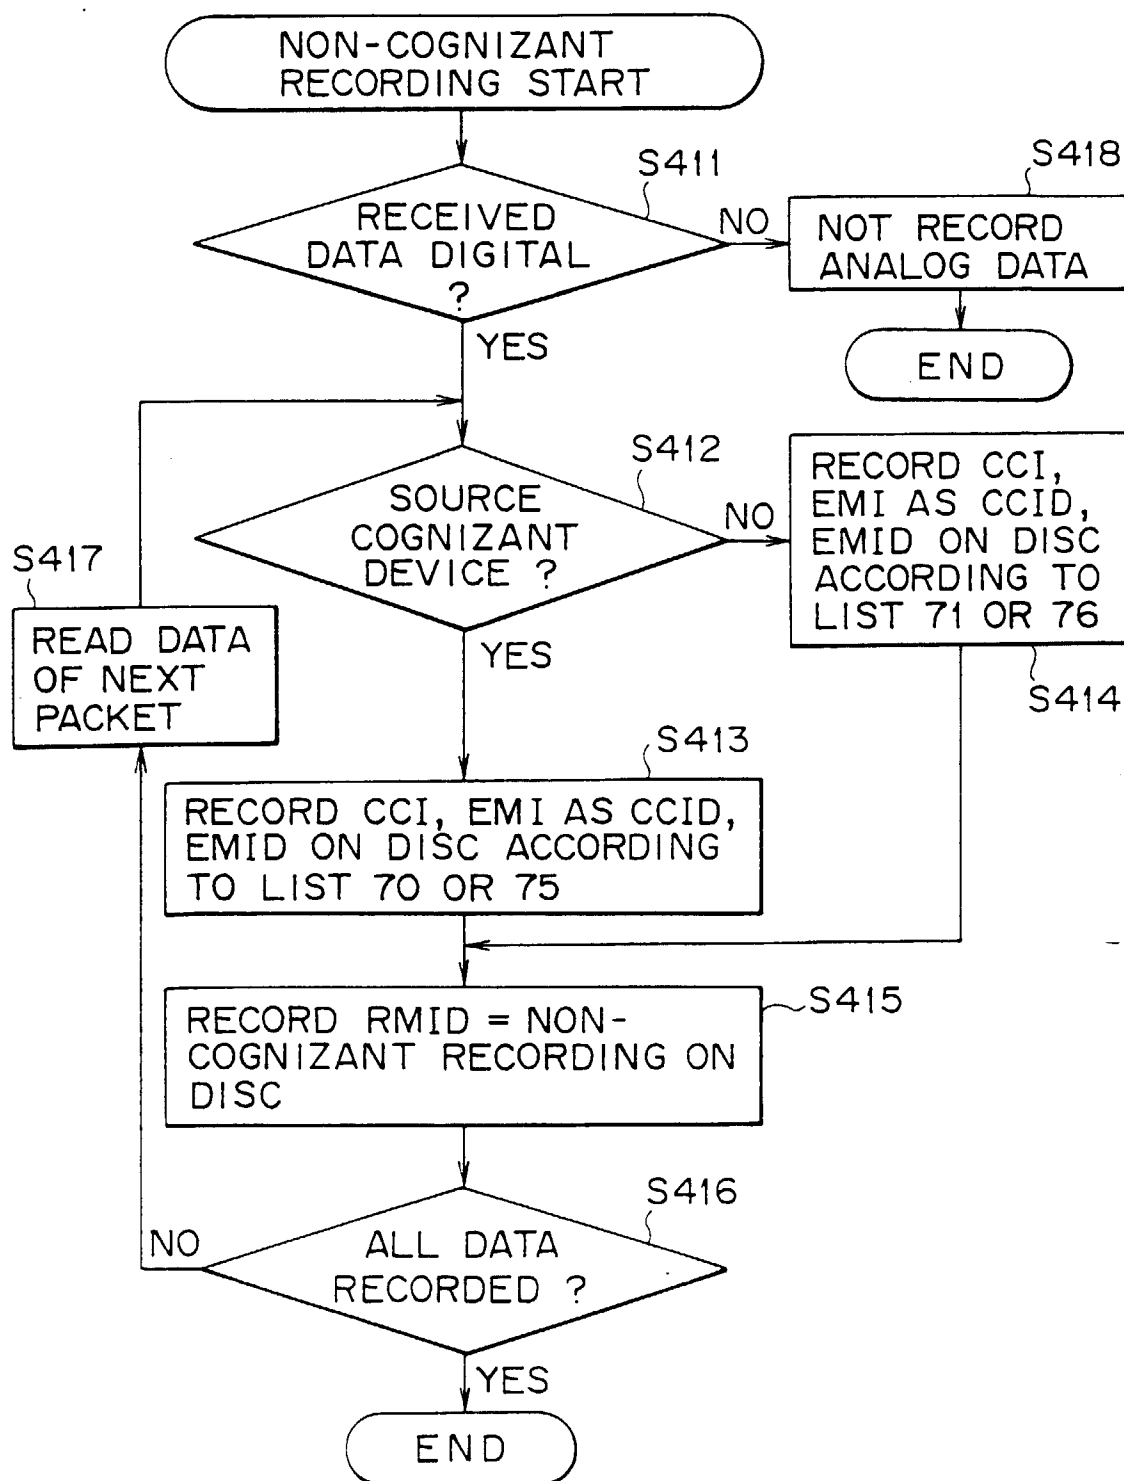 NON-COGNIZANT
RECORDING START
S411
RECEIVED
DATA DIGITAL
?
NO
S418
NOT RECORD
ANALOG DATA
END
YES
S412
SOURCE
COGNIZANT
DEVICE ?
NO
RECORD CCI,
EMI AS CCID,
EMID ON DISC
ACCORDING TO
LIST 71 OR 76
S414
S417
READ DATA
OF NEXT
PACKET
YES
S413
RECORD CCI, EMI AS CCID,
EMID ON DISC ACCORDING
TO LIST 70 OR 75
S415
RECORD RMID = NON-
COGNIZANT RECORDING ON
DISC
S416
ALL DATA
RECORDED ?
NO
YES
END